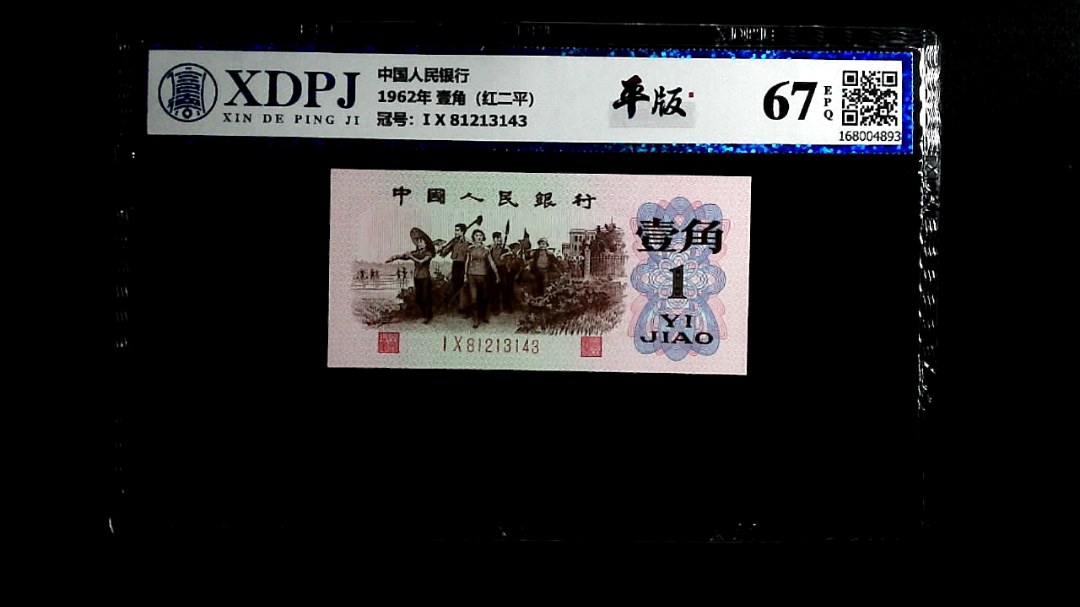 XDPJ
XIN DE PING JI
中国人民银行
1962年 壹角（红二平）
冠号：IX 81213143
平版
67
EPQ
168004893
中國人民銀行
壹角
1
YI
JIAO
IX81213143